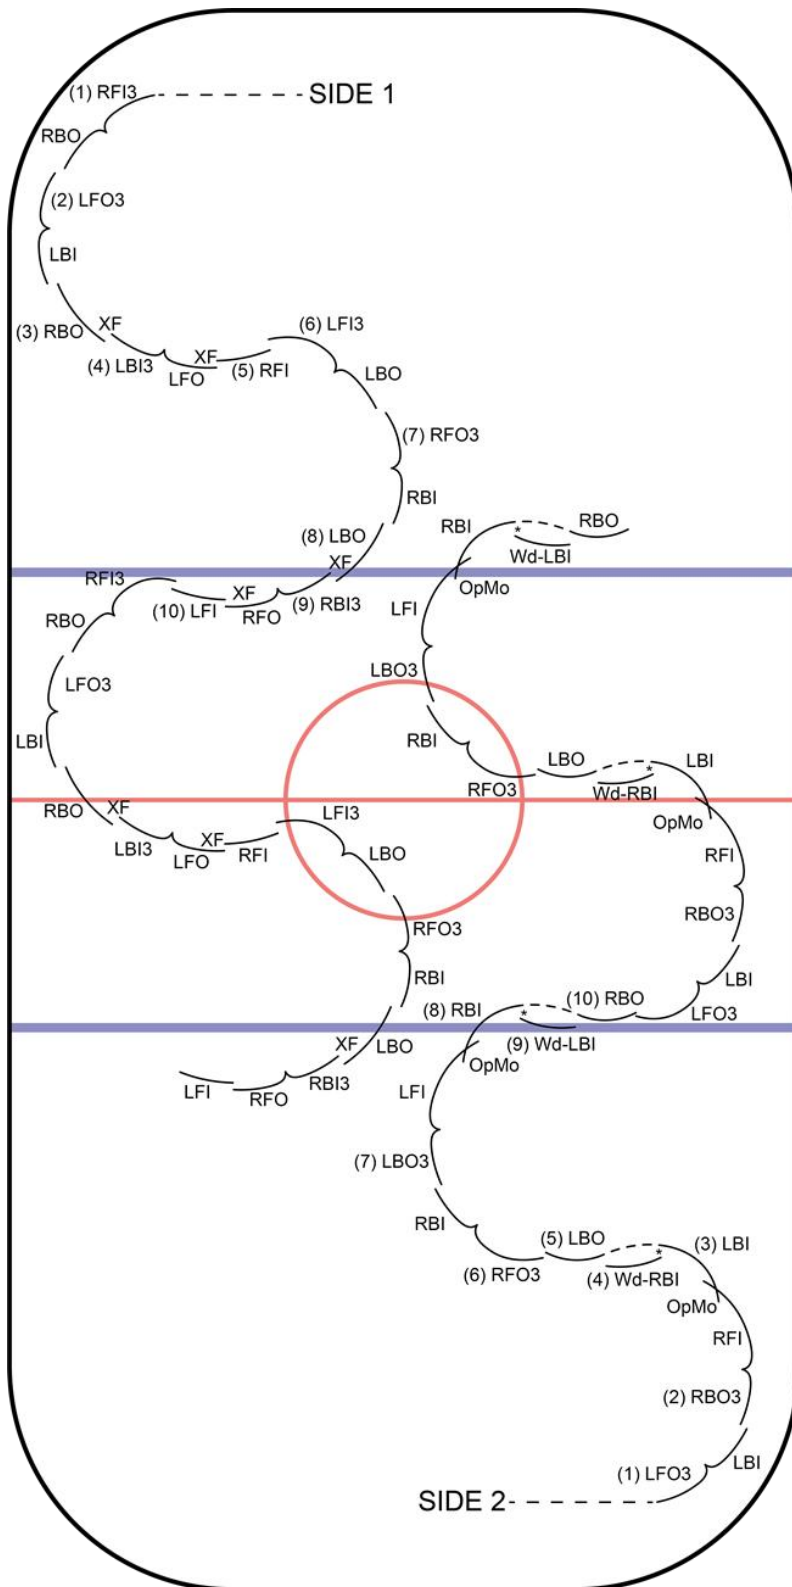 (1) RFI3
SIDE 1
RBO
(2) LFO3
LBI
(3) RBO
XF
(4) LBI3
LFO
XF
(5) RFI
(6) LFI3
LBO
(7) RFO3
RBI
(8) LBO
XF
(9) RBI3
RFO
XF
(10) LFI
RFI3
RBO
LFO3
LBI
RBO
XF
LBI3
LFO
XF
RFI
LFI3
LBO
RFO3
RBI
LBO
XF
RBI3
RFO
LFI
RBO
*
Wd-LBI
RBI
OpMo
LFI
LBO3
RBI
RFO3
LBO
*
Wd-RBI
LBI
OpMo
RFI
RBO3
LBI
LFO3
(10) RBO
*
(9) Wd-LBI
(8) RBI
OpMo
LFI
(7) LBO3
RBI
(6) RFO3
(5) LBO
*
(4) Wd-RBI
(3) LBI
OpMo
RFI
(2) RBO3
LBI
(1) LFO3
SIDE 2